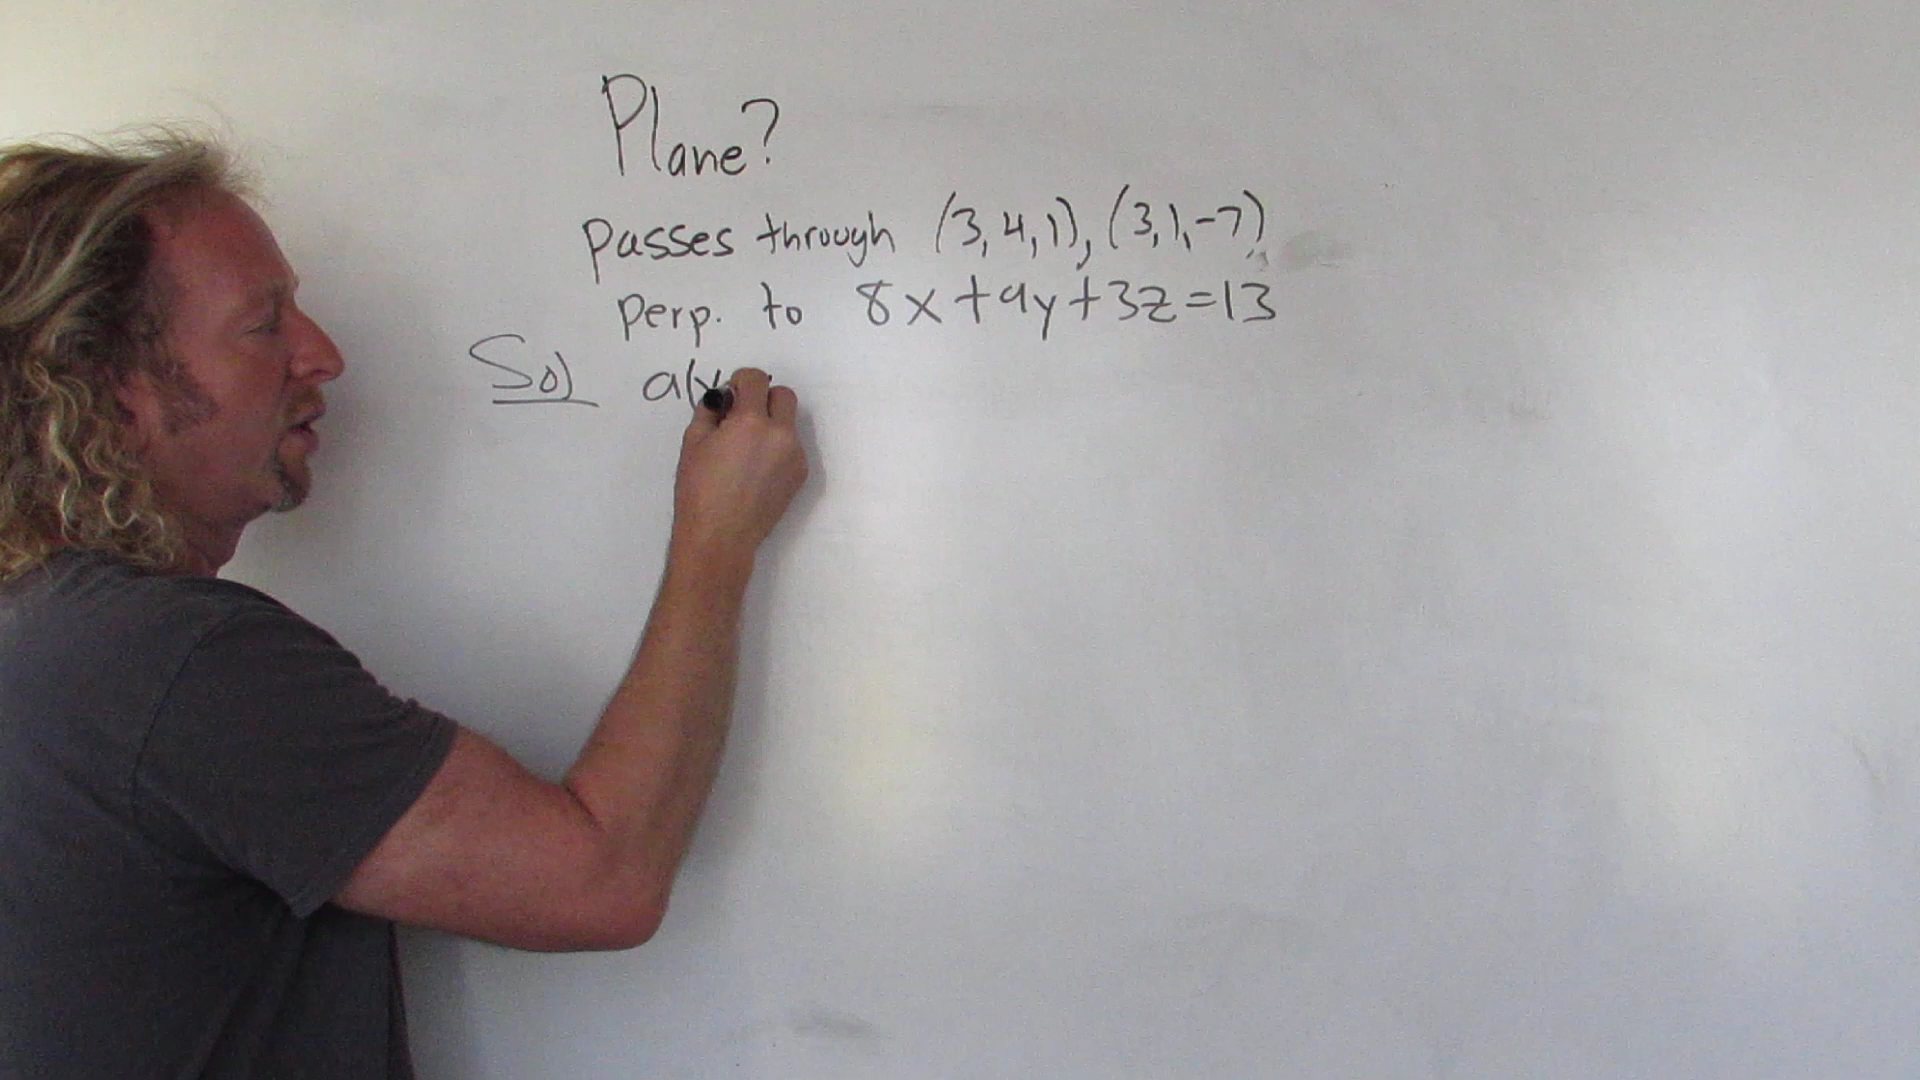 Plane?
passes through (3,4,1), (3,1,-7)
perp. to 8x+9y+3z=13
Sol a(x